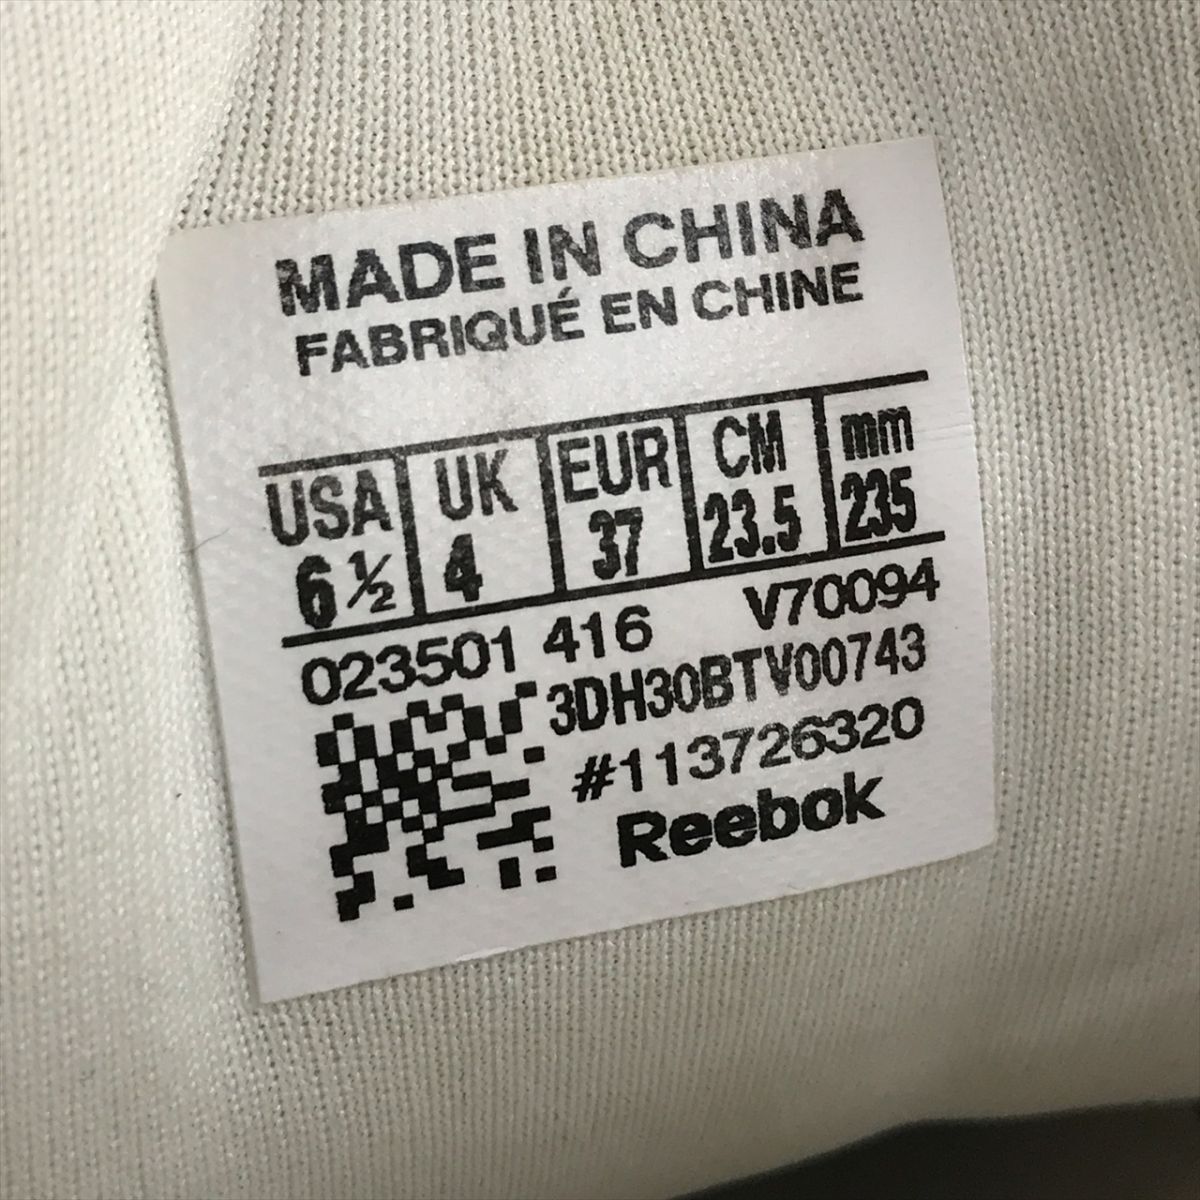 MADE IN CHINA
FABRIQUÉ EN CHINE
USA UK EUR CM mm
6 ½ 4 37 23.5 235
023501 416 V70094
3DH30BTV00743
#113726320
Reebok